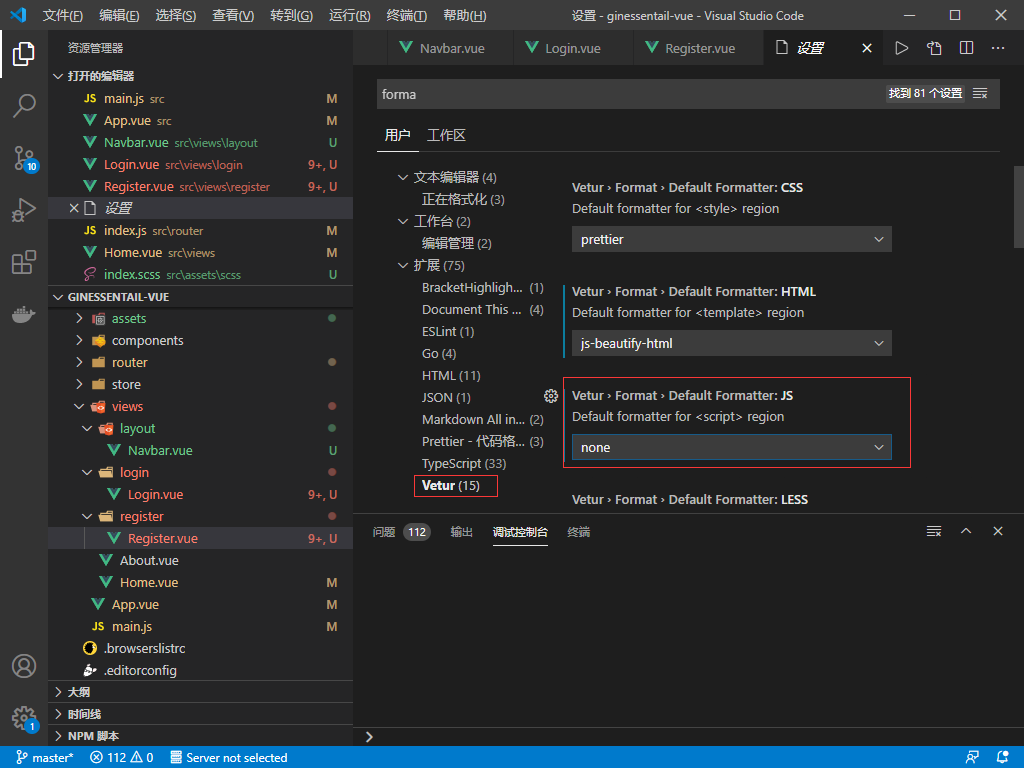 文件(F) 编辑(E) 选择(S) 查看(V) 转到(G) 运行(R) 终端(T) 帮助(H) 设置 - ginessentail-vue - Visual Studio Code
资源管理器
打开的编辑器
JS main.js src M
App.vue src M
Navbar.vue src\views\layout U
Login.vue src\views\login 9+, U
Register.vue src\views\register 9+, U
设置
JS index.js src\router M
Home.vue src\views M
index.scss src\assets\scss U
GINESSENTAIL-VUE
assets
components
router
store
views
layout
Navbar.vue U
login
Login.vue 9+, U
register
Register.vue 9+, U
About.vue
Home.vue M
App.vue M
JS main.js M
.browserslistrc
.editorconfig
大纲
时间线
NPM 脚本
10
1
Navbar.vue Login.vue Register.vue 设置
forma 找到 81 个设置
用户 工作区
文本编辑器 (4)
正在格式化 (3)
工作台 (2)
编辑管理 (2)
扩展 (75)
BracketHighligh... (1)
Document This ... (4)
ESLint (1)
Go (4)
HTML (11)
JSON (1)
Markdown All in... (2)
Prettier - 代码格... (3)
TypeScript (33)
Vetur (15)
Vetur › Format › Default Formatter: CSS
Default formatter for <style> region
prettier
Vetur › Format › Default Formatter: HTML
Default formatter for <template> region
js-beautify-html
Vetur › Format › Default Formatter: JS
Default formatter for <script> region
none
Vetur › Format › Default Formatter: LESS
问题 112 输出 调试控制台 终端
master* 112 0 Server not selected